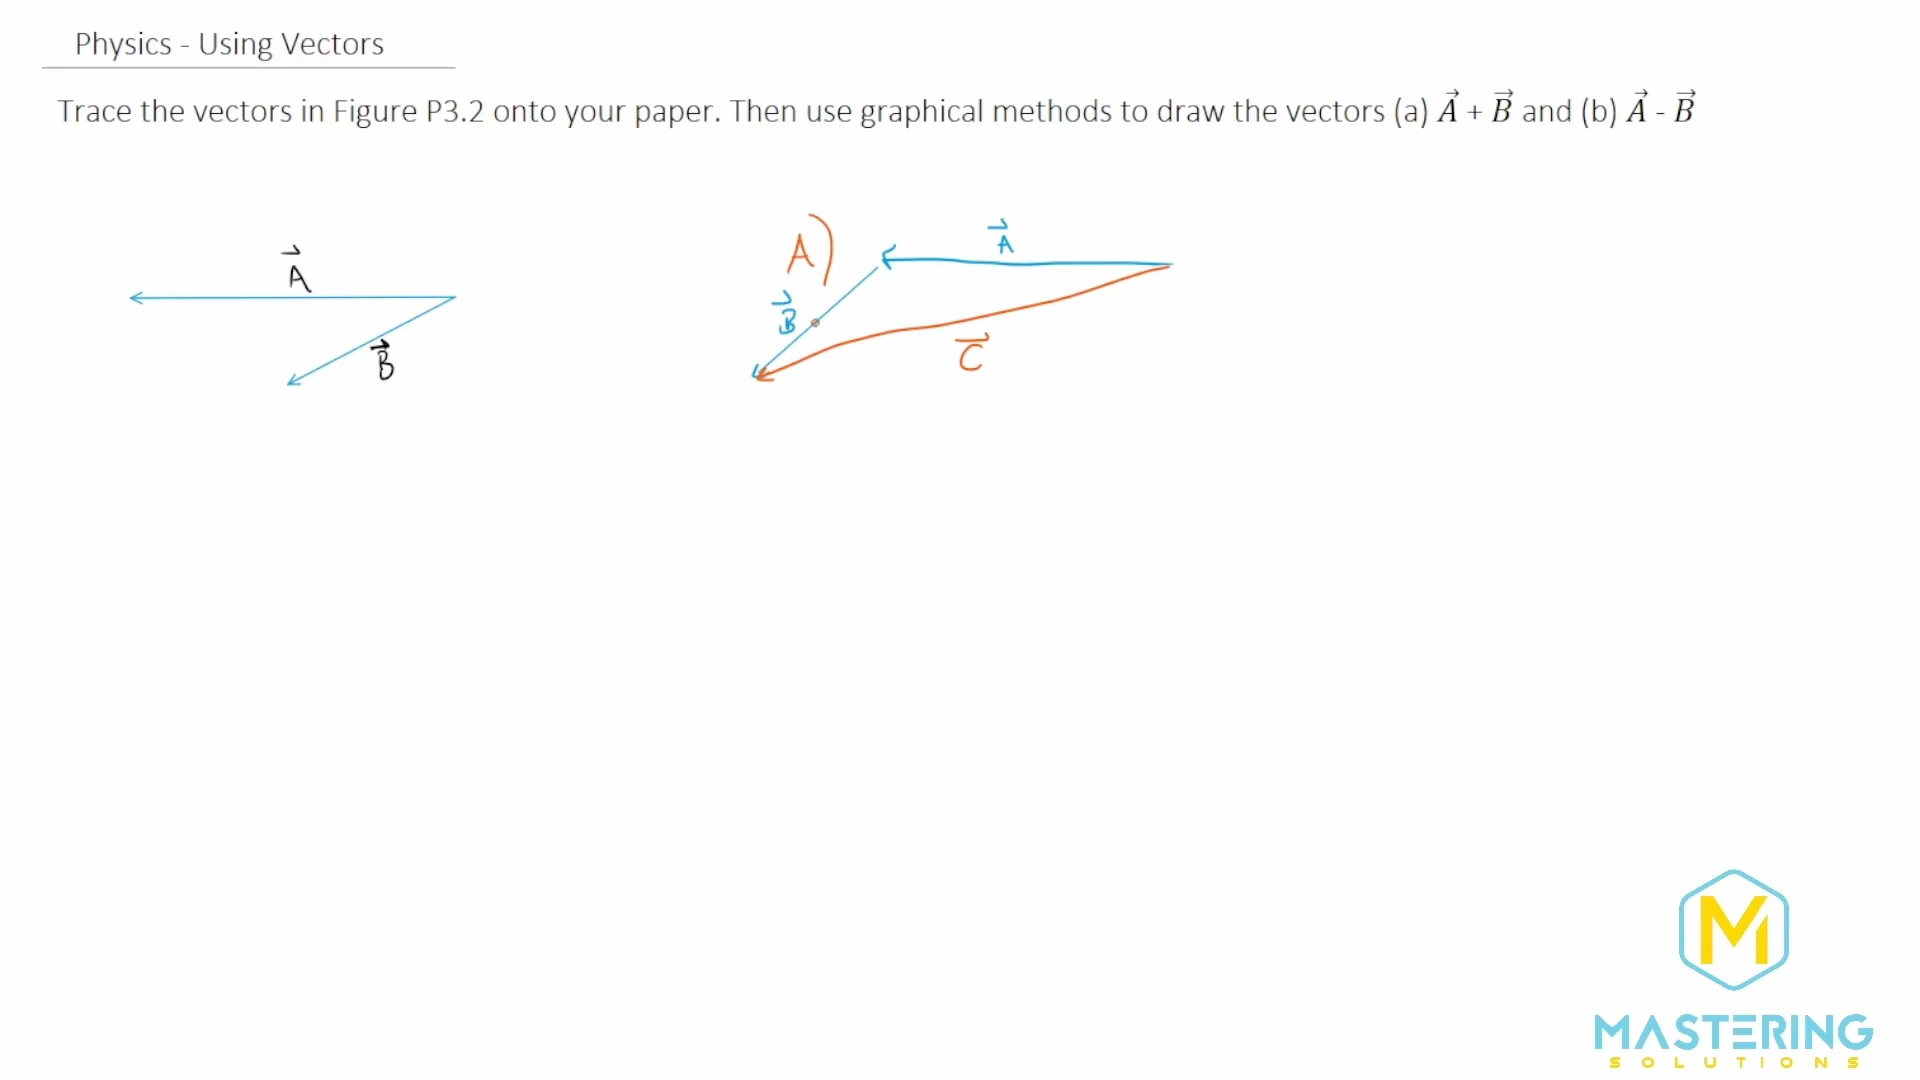 Physics - Using Vectors
Trace the vectors in Figure P3.2 onto your paper. Then use graphical methods to draw the vectors (a) A⃗ + B⃗ and (b) A⃗ - B⃗
A⃗
B⃗
A)
A⃗
B⃗
C⃗
M
MASTERING
SOLUTIONS